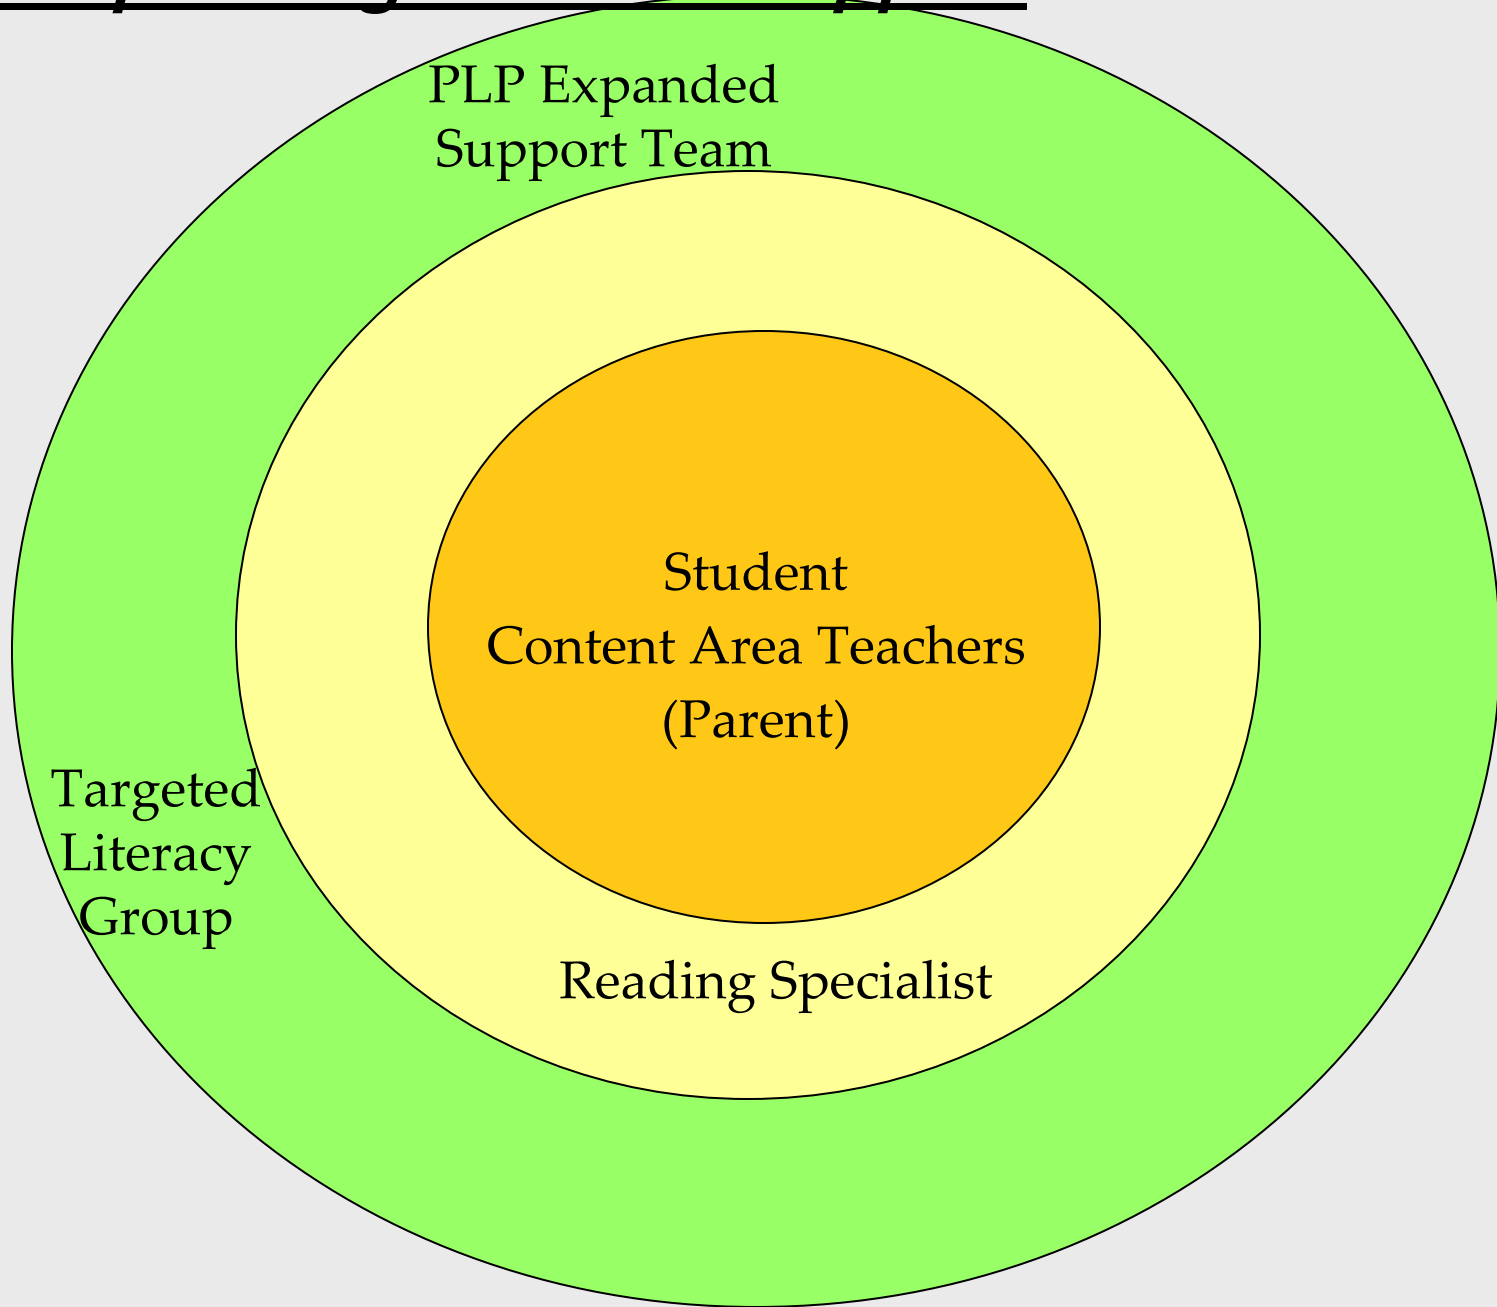 PLP Expanded
Support Team
Student
Content Area Teachers
(Parent)
Targeted
Literacy
Group
Reading Specialist